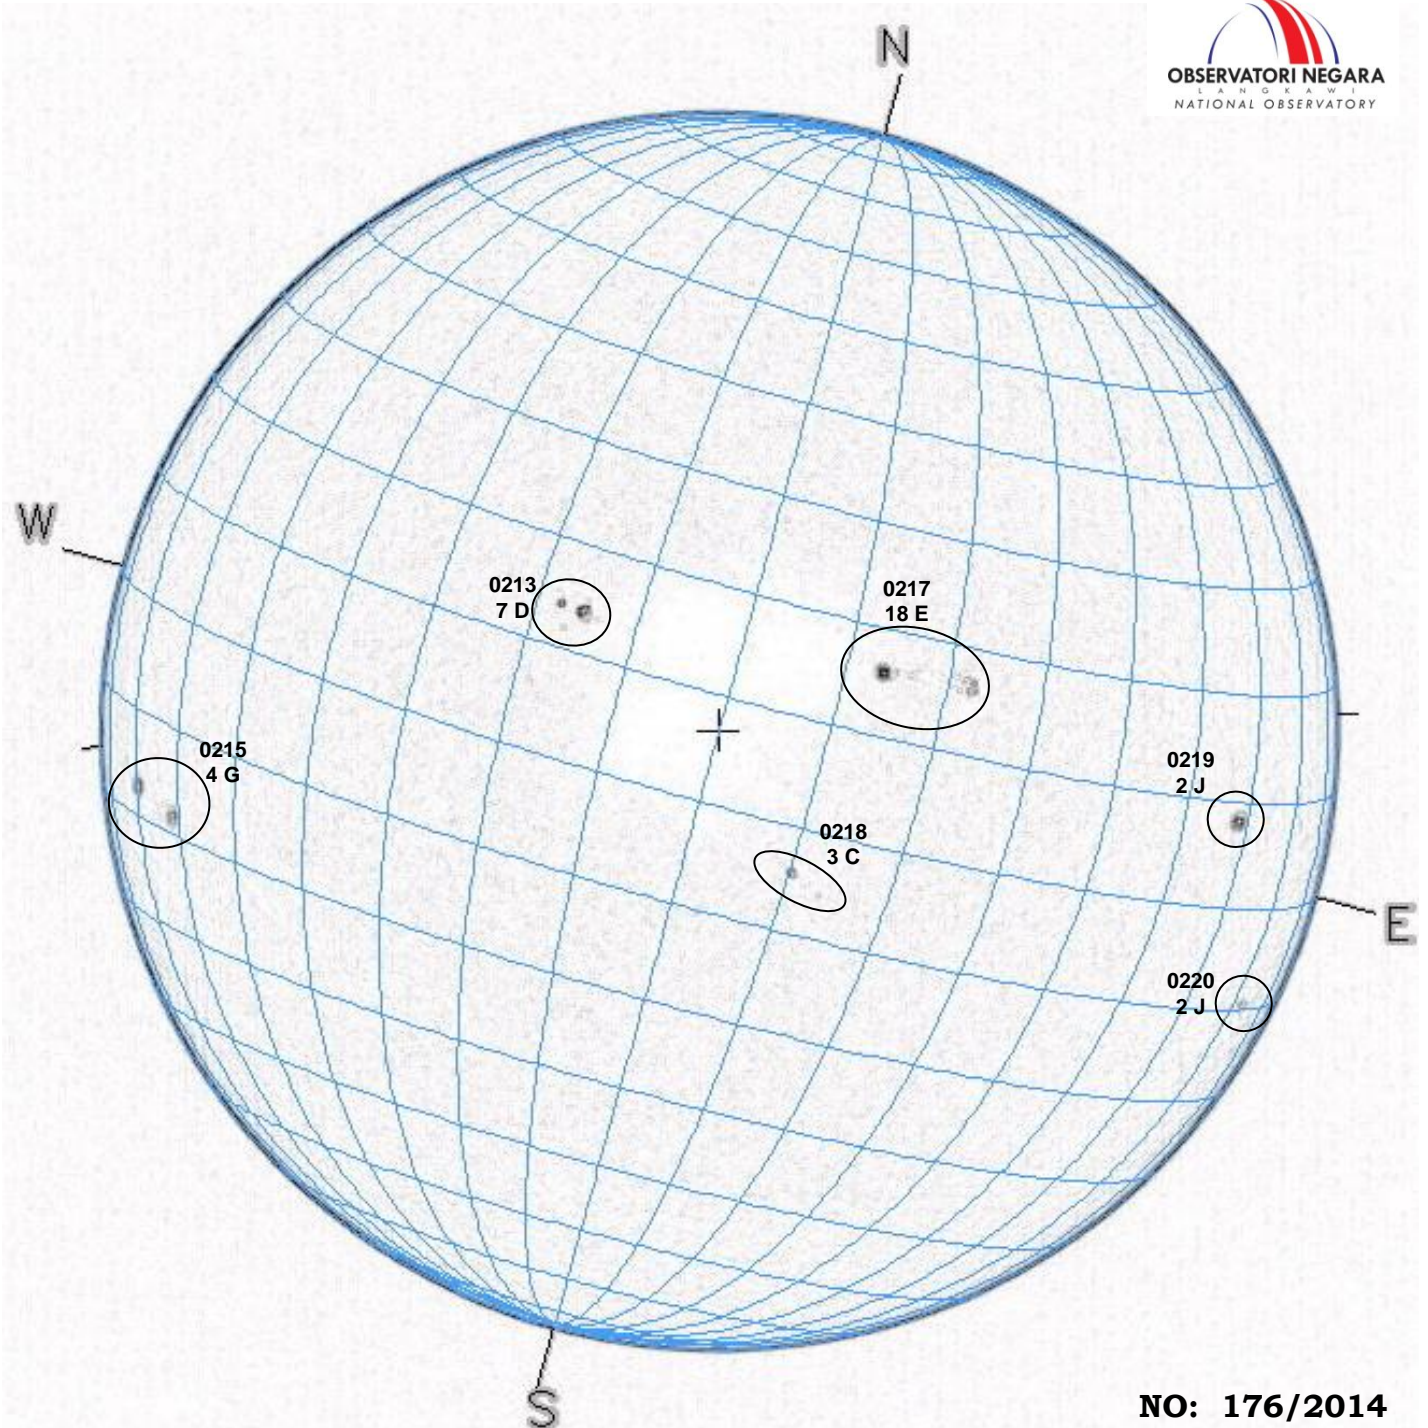 N
OBSERVATORI NEGARA
LANGKAWI
NATIONAL OBSERVATORY
W
0213
7 D
0217
18 E
0215
4 G
0219
2 J
0218
3 C
E
0220
2 J
S
NO: 176/2014